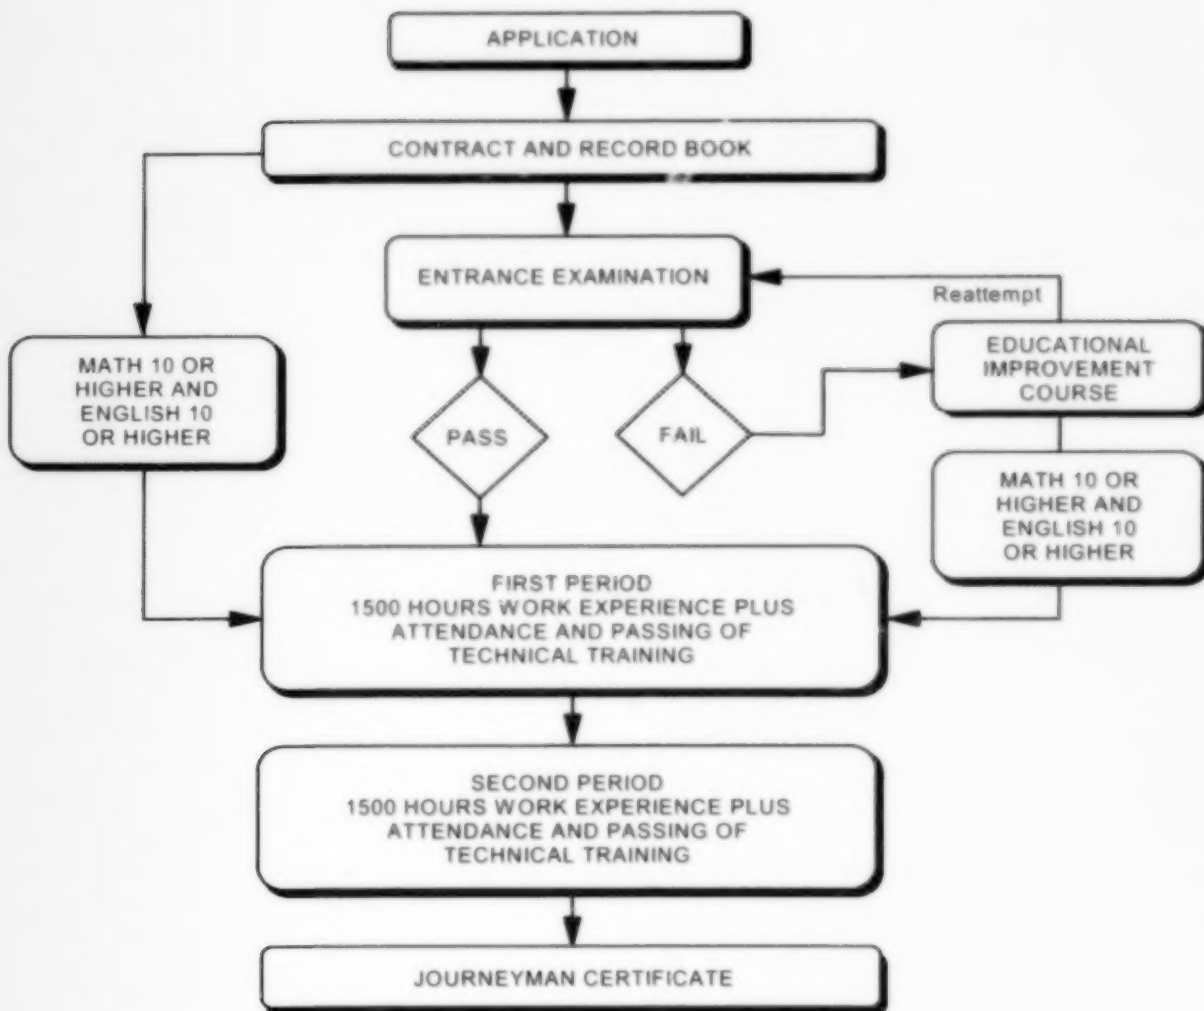 APPLICATION
CONTRACT AND RECORD BOOK
ENTRANCE EXAMINATION
Reattempt
MATH 10 OR
HIGHER AND
ENGLISH 10
OR HIGHER
PASS
FAIL
EDUCATIONAL
IMPROVEMENT
COURSE
MATH 10 OR
HIGHER AND
ENGLISH 10
OR HIGHER
FIRST PERIOD
1500 HOURS WORK EXPERIENCE PLUS
ATTENDANCE AND PASSING OF
TECHNICAL TRAINING
SECOND PERIOD
1500 HOURS WORK EXPERIENCE PLUS
ATTENDANCE AND PASSING OF
TECHNICAL TRAINING
JOURNEYMAN CERTIFICATE